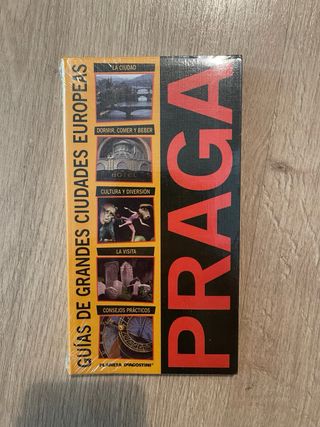 GUÍAS DE GRANDES CIUDADES EUROPEAS
LA CIUDAD
DORMIR, COMER Y BEBER
HOTEL
CULTURA Y DIVERSIÓN
LA VISITA
CONSEJOS PRÁCTICOS
PLANETA DEAGOSTINI
PRAGA